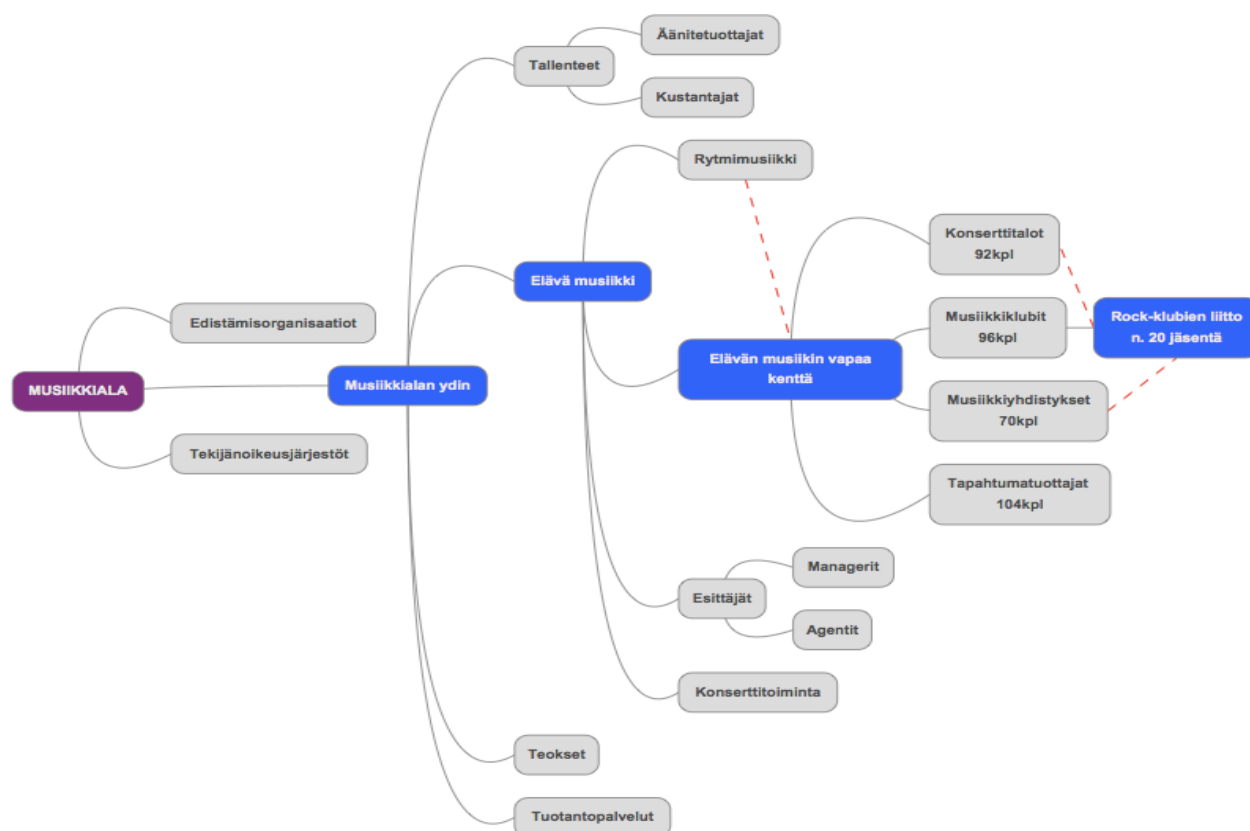 Äänitetuottajat
Tallenteet
Kustantajat
Rytmimusiikki
Konserttitalot
92kpl
Elävä musiikki
Edistämisorganisaatiot
Musiikkiklubit
96kpl
Rock-klubien liitto
n. 20 jäsentä
Elävän musiikin vapaa
kenttä
MUSIIKKIALA
Musiikkialan ydin
Musiikkiyhdistykset
70kpl
Tekijänoikeusjärjestöt
Tapahtumatuottajat
104kpl
Managerit
Esittäjät
Agentit
Konserttitoiminta
Teokset
Tuotantopalvelut